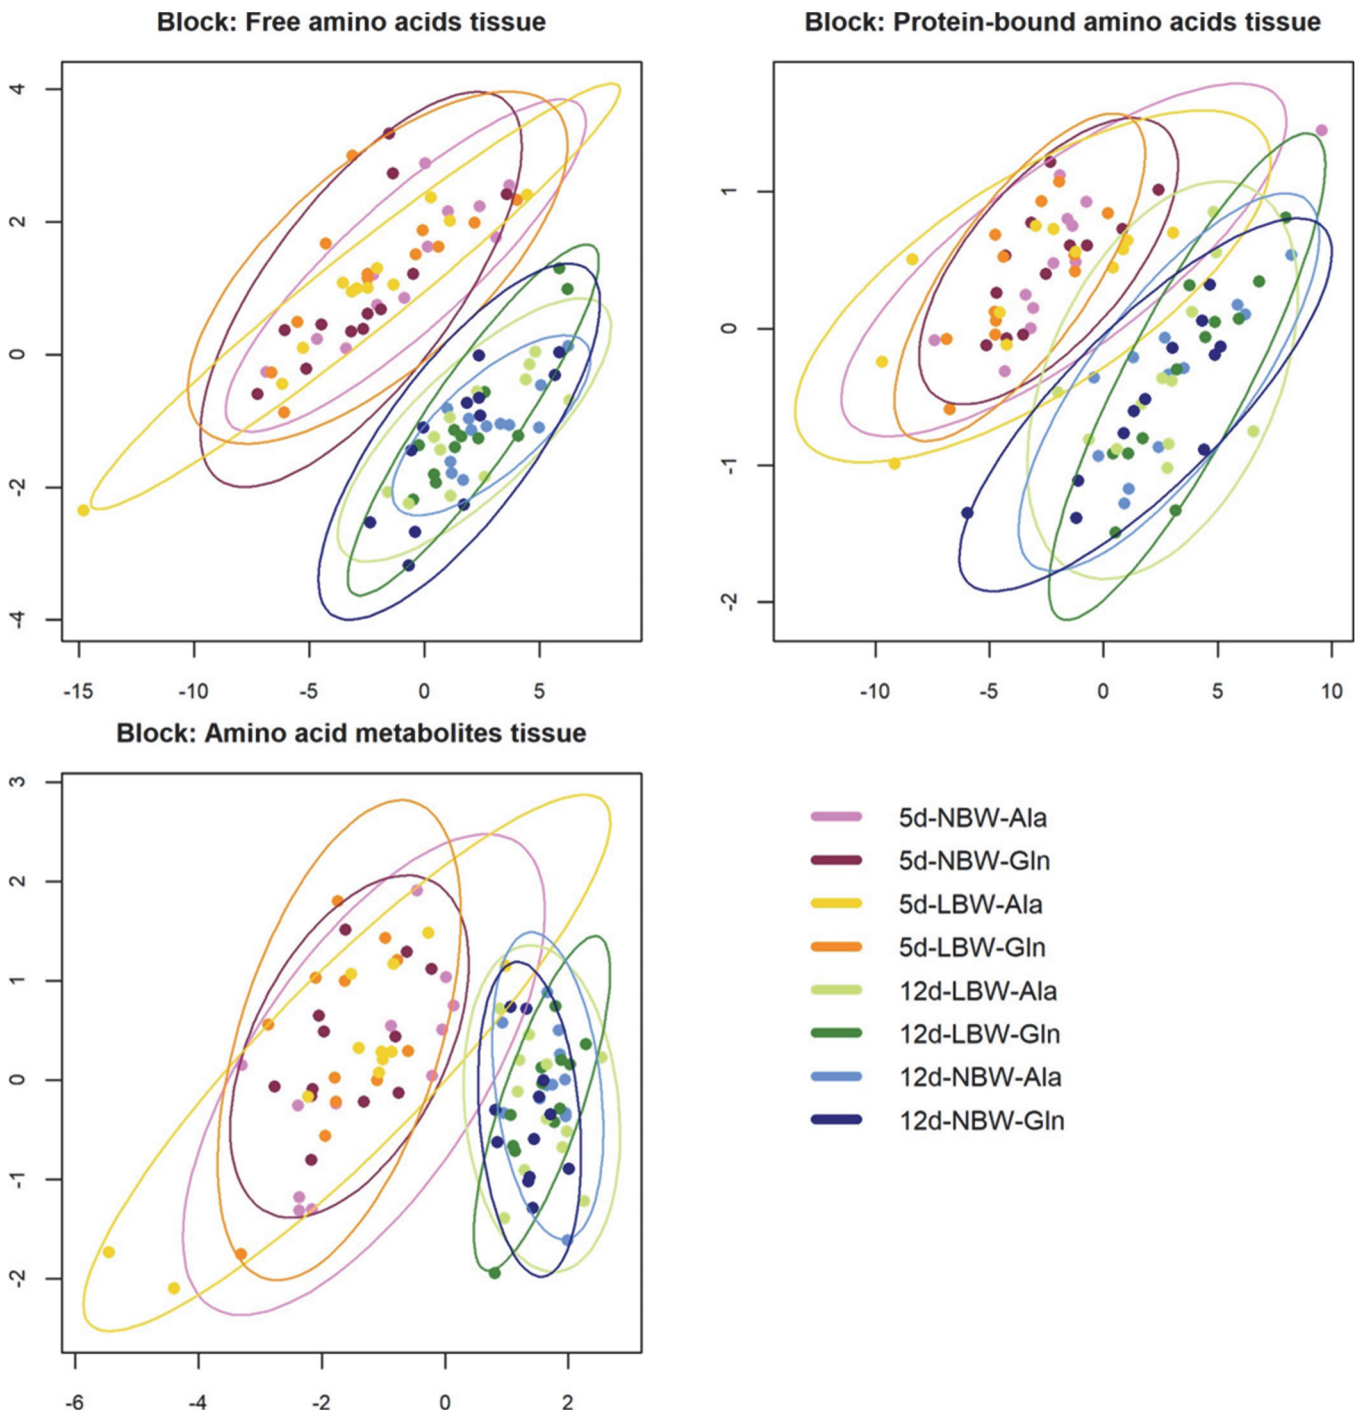 Block: Free amino acids tissue
4
2
0
-2
-4
-15 -10 -5 0 5
Block: Protein-bound amino acids tissue
1
0
-1
-2
-10 -5 0 5 10
Block: Amino acid metabolites tissue
3
2
1
0
-1
-2
-6 -4 -2 0 2
5d-NBW-Ala
5d-NBW-Gln
5d-LBW-Ala
5d-LBW-Gln
12d-LBW-Ala
12d-LBW-Gln
12d-NBW-Ala
12d-NBW-Gln